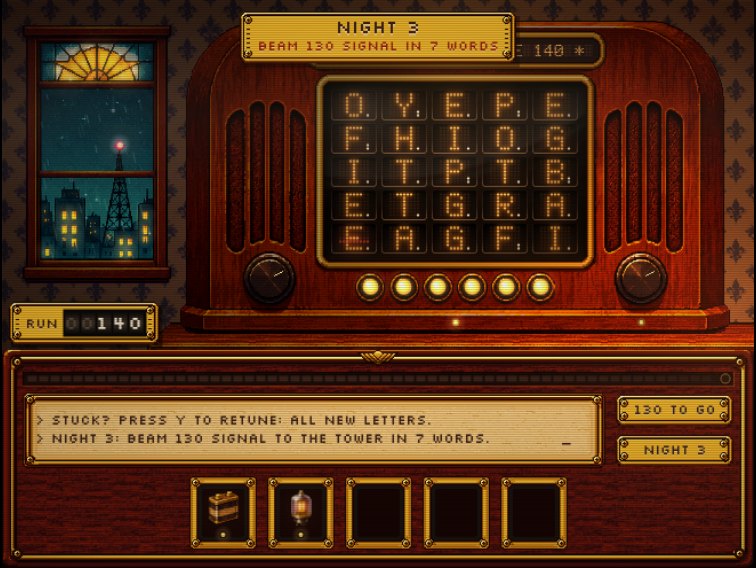 NIGHT 3
BEAM 130 SIGNAL IN 7 WORDS
E 140 *
O. Y. E. P. E.
F. H. I. O. G.
I. T. P. T. B.
E. T. G. R. A.
E. A. G. F. I.
RUN 00140
> STUCK? PRESS Y TO RETUNE: ALL NEW LETTERS.
> NIGHT 3: BEAM 130 SIGNAL TO THE TOWER IN 7 WORDS. _
130 TO GO
NIGHT 3